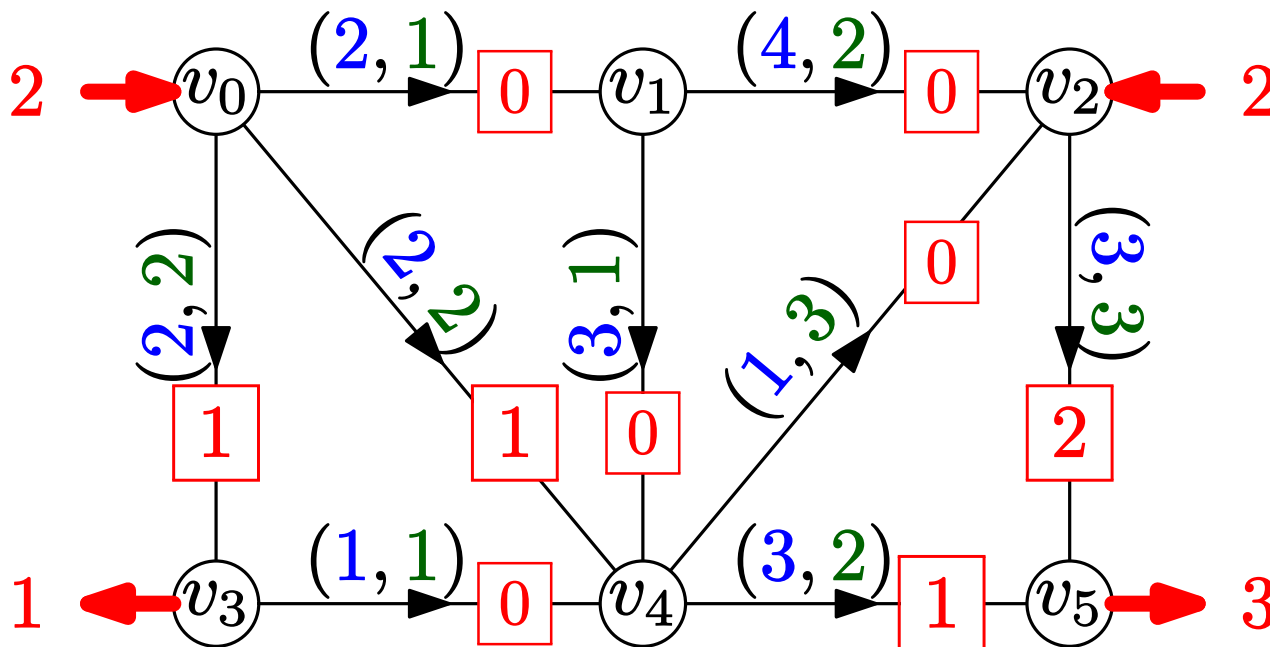 (2, 1) (4, 2)
2 v0 0 v1 0 v2 2
(2, 2) (2, 2) (3, 1) (1, 3) 0 (3, 3)
1 1 0 2
(1, 1) (3, 2)
1 v3 0 v4 1 v5 3